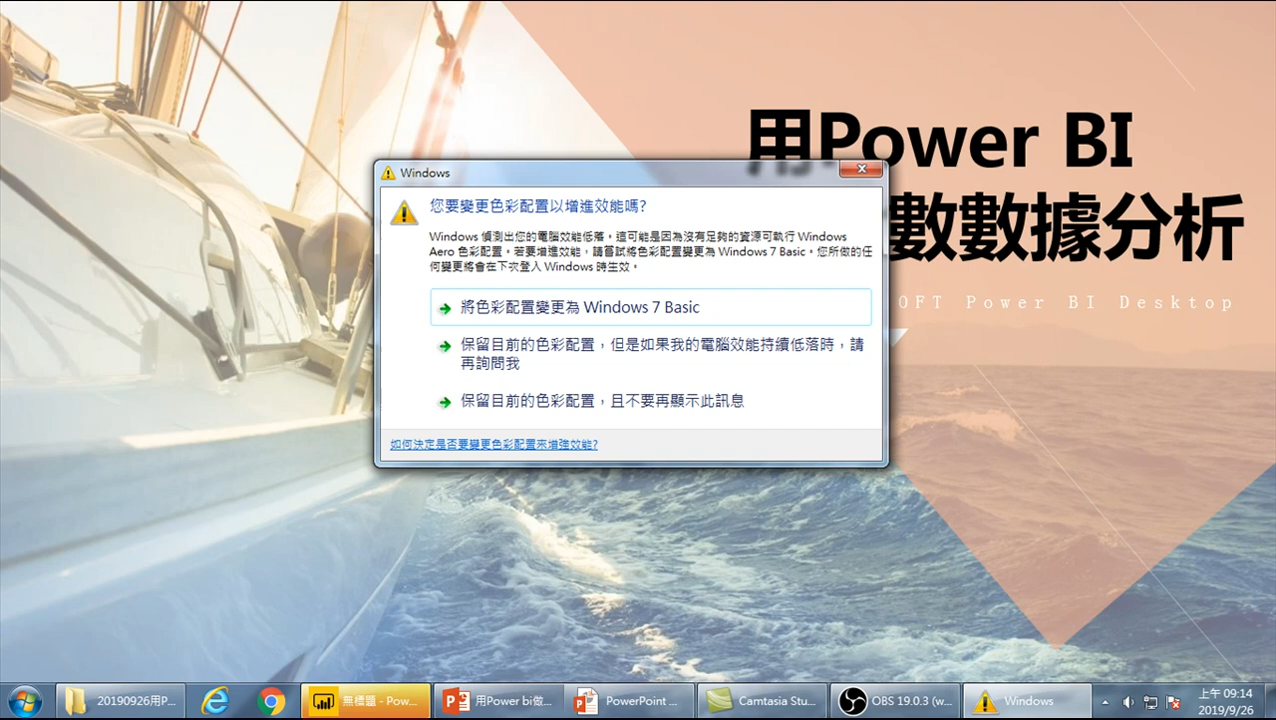 用Power BI
數數據分析
OFT Power BI Desktop
Windows
您要變更色彩配置以增進效能嗎?
Windows 偵測出您的電腦效能低落。這可能是因為沒有足夠的資源可執行 Windows
Aero 色彩配置。若要增進效能，請嘗試將色彩配置變更為 Windows 7 Basic。您所做的任
何變更將會在下次登入 Windows 時生效。
將色彩配置變更為 Windows 7 Basic
保留目前的色彩配置，但是如果我的電腦效能持續低落時，請
再詢問我
保留目前的色彩配置，且不要再顯示此訊息
如何決定是否要變更色彩配置來增強效能?
20190926用P...
無標題 - Pow...
用Power bi做...
PowerPoint ...
Camtasia Stu...
OBS 19.0.3 (w...
Windows
上午 09:14
2019/9/26